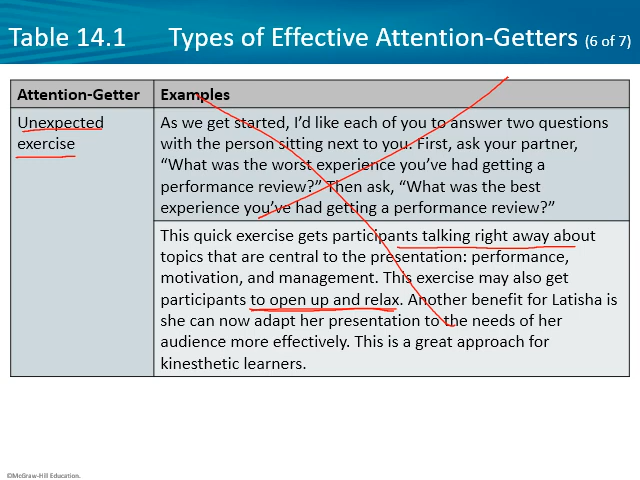 Table 14.1 Types of Effective Attention-Getters (6 of 7)
Attention-Getter Examples
Unexpected
exercise
As we get started, I'd like each of you to answer two questions
with the person sitting next to you. First, ask your partner,
"What was the worst experience you've had getting a
performance review?" Then ask, "What was the best
experience you've had getting a performance review?"
This quick exercise gets participants talking right away about
topics that are central to the presentation: performance,
motivation, and management. This exercise may also get
participants to open up and relax. Another benefit for Latisha is
she can now adapt her presentation to the needs of her
audience more effectively. This is a great approach for
kinesthetic learners.
©McGraw-Hill Education.